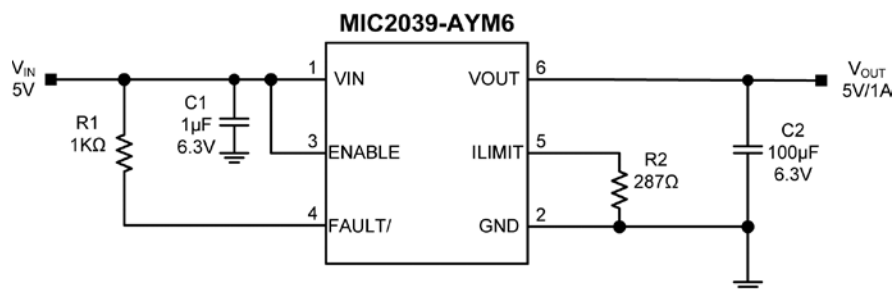 MIC2039-AYM6
VIN
5V
R1
1KΩ
C1
1µF
6.3V
1
3
4
VIN
ENABLE
FAULT/
VOUT
ILIMIT
GND
6
5
2
R2
287Ω
C2
100µF
6.3V
VOUT
5V/1A